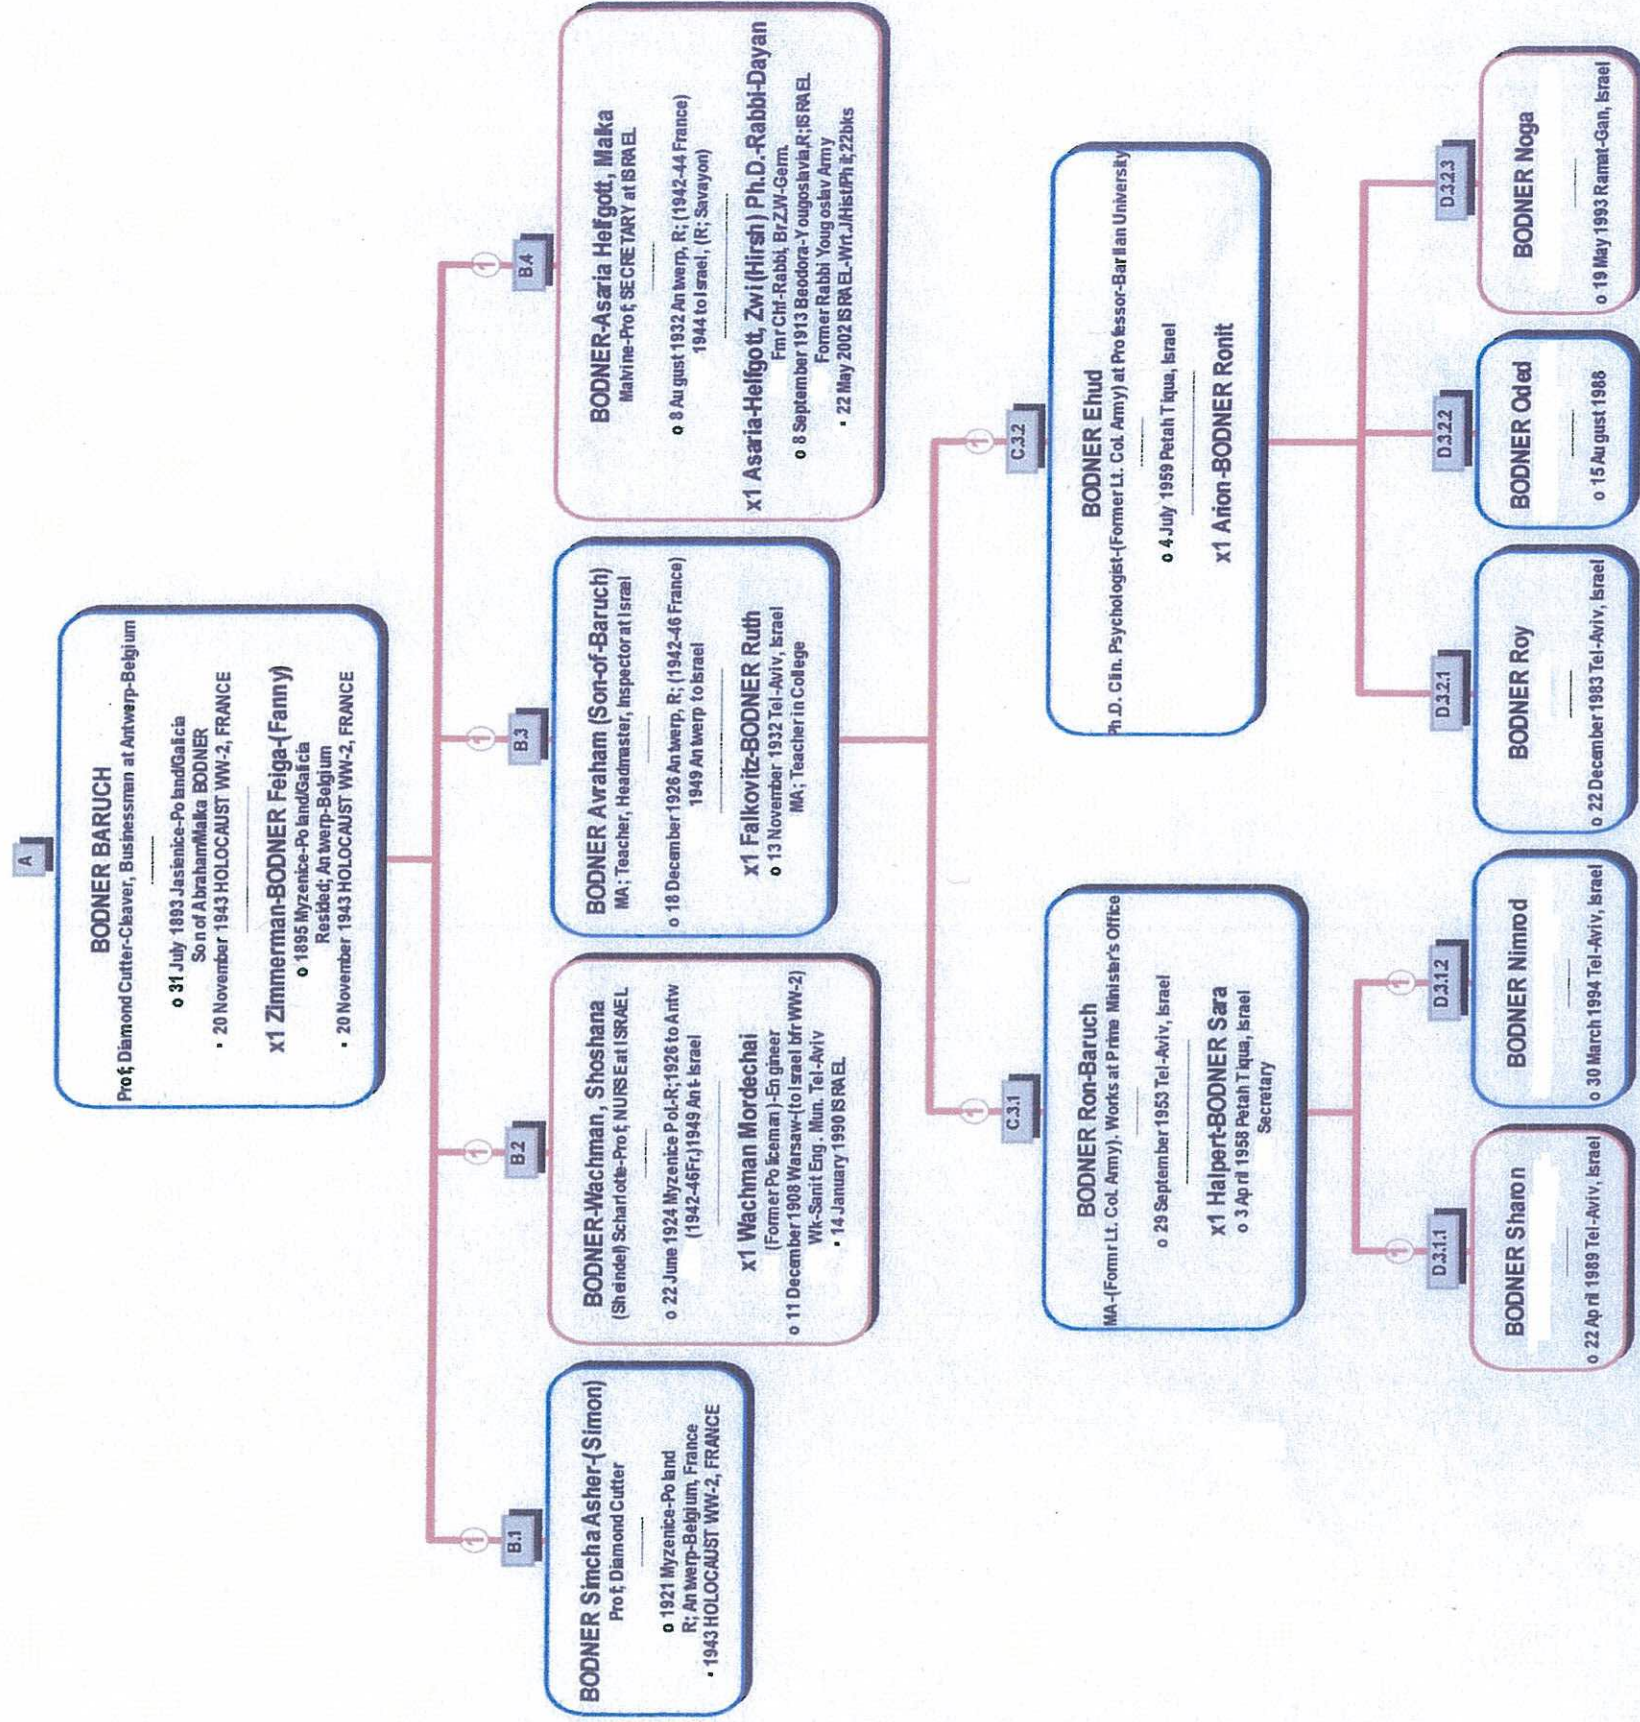 A
BODNER BARUCH
Prof; Diamond Cutter-Cleaver, Businessman at Antwerp-Belgium
o 31 July 1893 Jasienice-Poland/Galicia
Son of Abraham/Malka BODNER
• 20 November 1943 HOLOCAUST WW-2, FRANCE
x1 Zimmerman-BODNER Feiga-(Fanny)
o 1895 Myzenice-Poland/Galicia
Resided; Antwerp-Belgium
• 20 November 1943 HOLOCAUST WW-2, FRANCE
1
B.1
BODNER Simcha Asher-(Simon)
Prof; Diamond Cutter
o 1921 Myzenice-Poland
R; Antwerp-Belgium, France
• 1943 HOLOCAUST WW-2, FRANCE
1
B.2
BODNER-Wachman, Shoshana
(Sheindel) Scharlotte-Prof; NURSE at ISRAEL
o 22 June 1924 Myzenice Pol.-R; 1926 to Antw
(1942-46 Fr.) 1949 Ant-Israel
x1 Wachman Mordechai
(Former Policeman)-Engineer
o 11 December 1908 Warsaw-(to Israel bfr WW-2)
Wk-Sanit Eng. Mun. Tel-Aviv
• 14 January 1990 ISRAEL
1
B.3
BODNER Avraham (Son-of-Baruch)
MA; Teacher, Headmaster, Inspector at Israel
o 18 December 1926 Antwerp, R; (1942-46 France)
1949 Antwerp to Israel
x1 Falkovitz-BODNER Ruth
o 13 November 1932 Tel-Aviv, Israel
MA; Teacher in College
1
B.4
BODNER-Asaria Helfgott, Malka
Malvine-Prof; SECRETARY at ISRAEL
o 8 August 1932 Antwerp, R; (1942-44 France)
1944 to Israel, (R; Savayon)
x1 Asaria-Helfgott, Zwi (Hirsh) Ph.D.-Rabbi-Dayan
Fmr Chf-Rabbi, Br.Z.W-Germ.
o 8 September 1913 Beodora-Yougoslavia,R;ISRAEL
Former Rabbi Yougoslav Army
• 22 May 2002 ISRAEL-Wrt.J/Hist/Phil;22bks
1
C.3.1
BODNER Ron-Baruch
MA-(Formr Lt. Col. Army). Works at Prime Minister's Office
o 29 September 1953 Tel-Aviv, Israel
x1 Halpert-BODNER Sara
o 3 April 1958 Petah Tiqua, Israel
Secretary
1
C.3.2
BODNER Ehud
Ph.D. Clin. Psychologist-(Former Lt. Col. Army) at Professor-Bar Ilan University
o 4 July 1959 Petah Tiqua, Israel
x1 Arion-BODNER Ronit
1
D.3.1.1
BODNER Sharon
o 22 April 1989 Tel-Aviv, Israel
1
D.3.1.2
BODNER Nimrod
o 30 March 1994 Tel-Aviv, Israel
D.3.2.1
BODNER Roy
o 22 December 1983 Tel-Aviv, Israel
D.3.2.2
BODNER Oded
o 15 August 1988
D.3.2.3
BODNER Noga
o 19 May 1993 Ramat-Gan, Israel